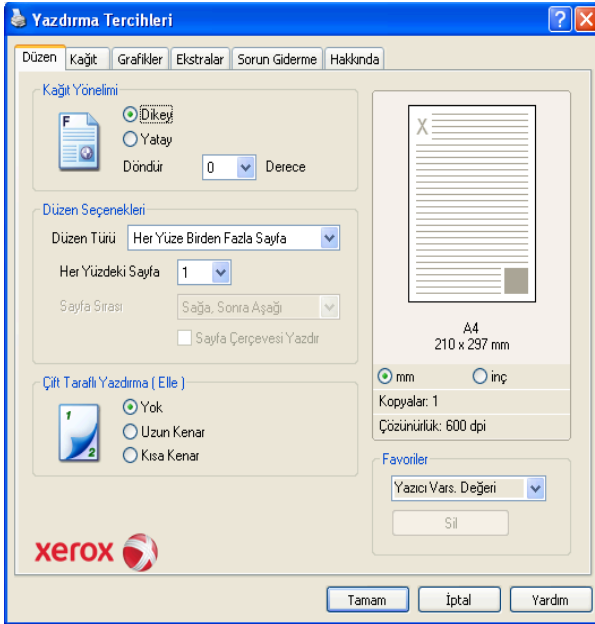 Yazdırma Tercihleri
Düzen Kağıt Grafikler Ekstralar Sorun Giderme Hakkında
Kağıt Yönelimi
F
Dikey
Yatay
Döndür 0 Derece
Düzen Seçenekleri
Düzen Türü Her Yüze Birden Fazla Sayfa
Her Yüzdeki Sayfa 1
Sayfa Sırası Sağa, Sonra Aşağı
Sayfa Çerçevesi Yazdır
Çift Taraflı Yazdırma ( Elle )
1
2
Yok
Uzun Kenar
Kısa Kenar
X
A4
210 x 297 mm
mm inç
Kopyalar: 1
Çözünürlük: 600 dpi
Favoriler
Yazıcı Vars. Değeri
Sil
xerox
Tamam İptal Yardım